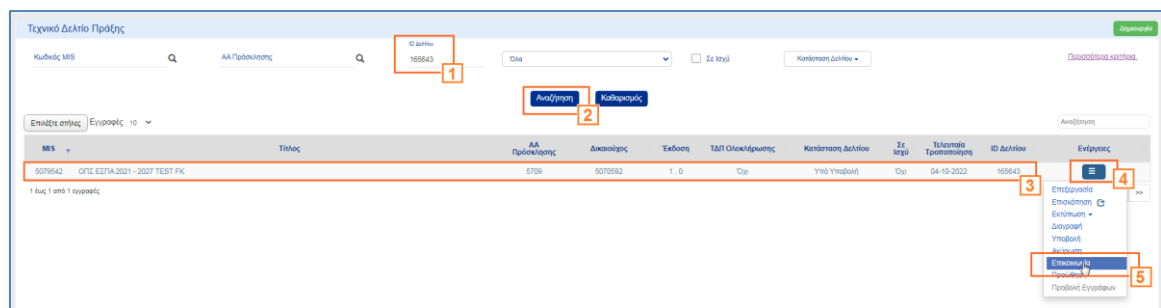 Τεχνικό Δελτίο Πράξης
Δημιουργία
ID Δελτίου
Κωδικός MIS ΑΑ Πρόσκλησης 165643 Όλα Σε Ισχύ Κατάσταση Δελτίου Περισσότερα κριτήρια
1
Αναζήτηση Καθαρισμός
2
Επιλέξτε στήλες Εγγραφές 10 Αναζήτηση
MIS Τίτλος ΑΑ Πρόσκλησης Δικαιούχος Έκδοση ΤΔΠ Ολοκλήρωσης Κατάσταση Δελτίου Σε Ισχύ Τελευταία Τροποποίηση ID Δελτίου Ενέργειες
5079542 ΟΠΣ ΕΣΠΑ 2021 - 2027 TEST FK 5709 5070592 1 . 0 Όχι Υπό Υποβολή Όχι 04-10-2022 165643
3 4
1 έως 1 από 1 εγγραφές >>
Επεξεργασία
Επισκόπηση
Εκτύπωση
Διαγραφή
Υποβολή
Ακύρωση
Επικοινωνία
5
Προώθηση
Προβολή Εγγράφων